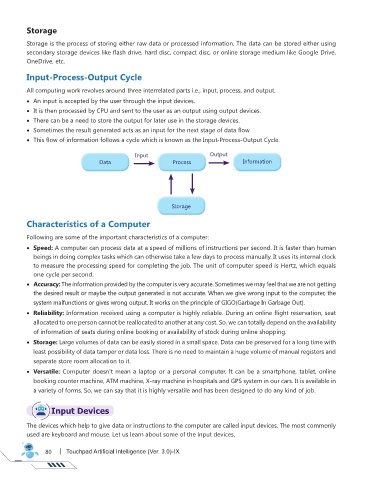 Storage
Storage is the process of storing either raw data or processed information. The data can be stored either using
secondary storage devices like flash drive, hard disc, compact disc, or online storage medium like Google Drive,
OneDrive, etc.
Input-Process-Output Cycle
All computing work revolves around three interrelated parts i.e., input, process, and output.
• An input is accepted by the user through the input devices.
• It is then processed by CPU and sent to the user as an output using output devices.
• There can be a need to store the output for later use in the storage devices.
• Sometimes the result generated acts as an input for the next stage of data flow.
• This flow of information follows a cycle which is known as the Input-Process-Output Cycle.
Input Output
Data Process Information
Storage
Characteristics of a Computer
Following are some of the important characteristics of a computer:
• Speed: A computer can process data at a speed of millions of instructions per second. It is faster than human
beings in doing complex tasks which can otherwise take a few days to process manually. It uses its internal clock
to measure the processing speed for completing the job. The unit of computer speed is Hertz, which equals
one cycle per second.
• Accuracy: The information provided by the computer is very accurate. Sometimes we may feel that we are not getting
the desired result or maybe the output generated is not accurate. When we give wrong input to the computer, the
system malfunctions or gives wrong output. It works on the principle of GIGO(Garbage In Garbage Out).
• Reliability: Information received using a computer is highly reliable. During an online flight reservation, seat
allocated to one person cannot be reallocated to another at any cost. So, we can totally depend on the availability
of information of seats during online booking or availability of stock during online shopping.
• Storage: Large volumes of data can be easily stored in a small space. Data can be preserved for a long time with
least possibility of data tamper or data loss. There is no need to maintain a huge volume of manual registers and
separate store room allocation to it.
• Versatile: Computer doesn't mean a laptop or a personal computer. It can be a smartphone, tablet, online
booking counter machine, ATM machine, X-ray machine in hospitals and GPS system in our cars. It is available in
a variety of forms. So, we can say that it is highly versatile and has been designed to do any kind of job.
Input Devices
The devices which help to give data or instructions to the computer are called input devices. The most commonly
used are keyboard and mouse. Let us learn about some of the input devices.
80 | Touchpad Artificial Intelligence (Ver. 3.0)-IX